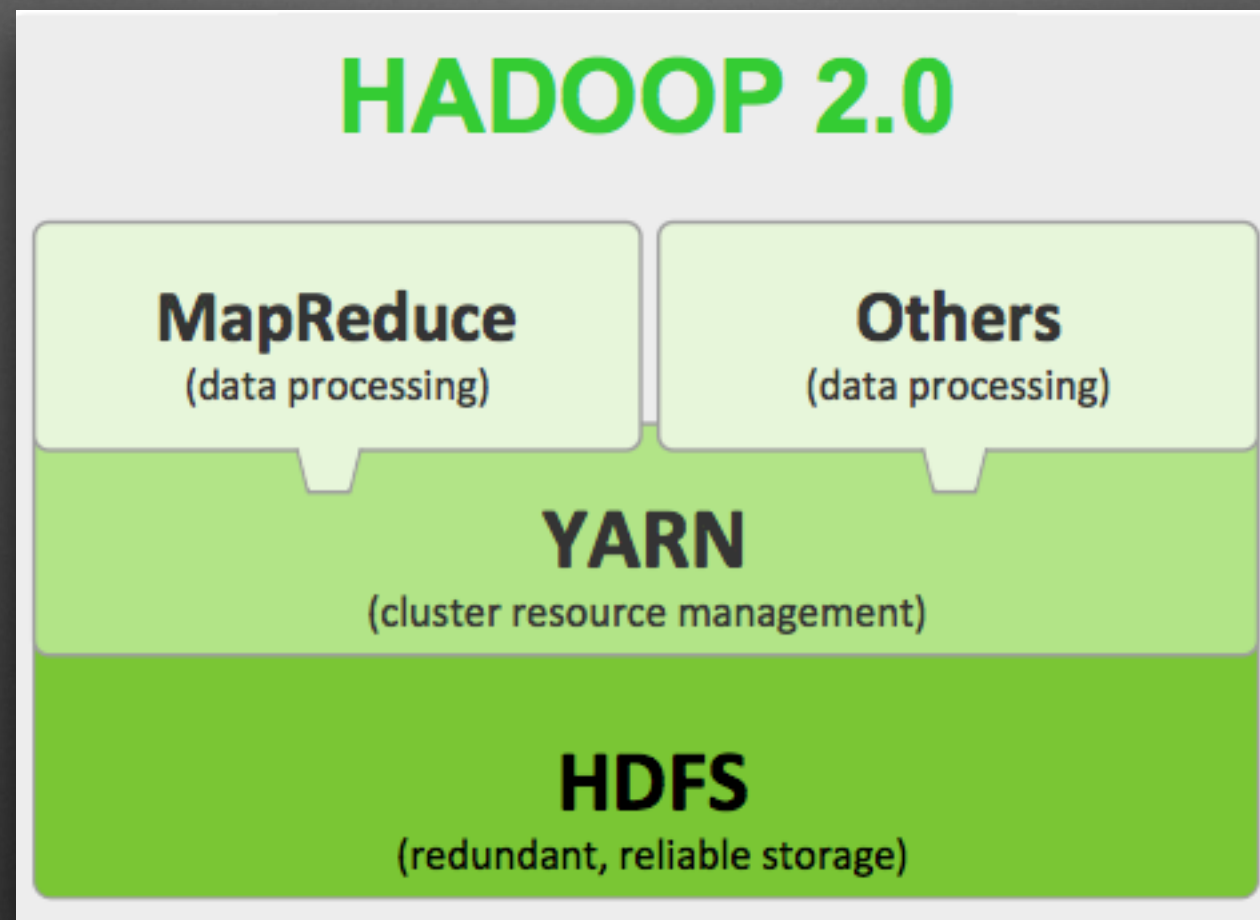 HADOOP 2.0
MapReduce
(data processing)
Others
(data processing)
YARN
(cluster resource management)
HDFS
(redundant, reliable storage)